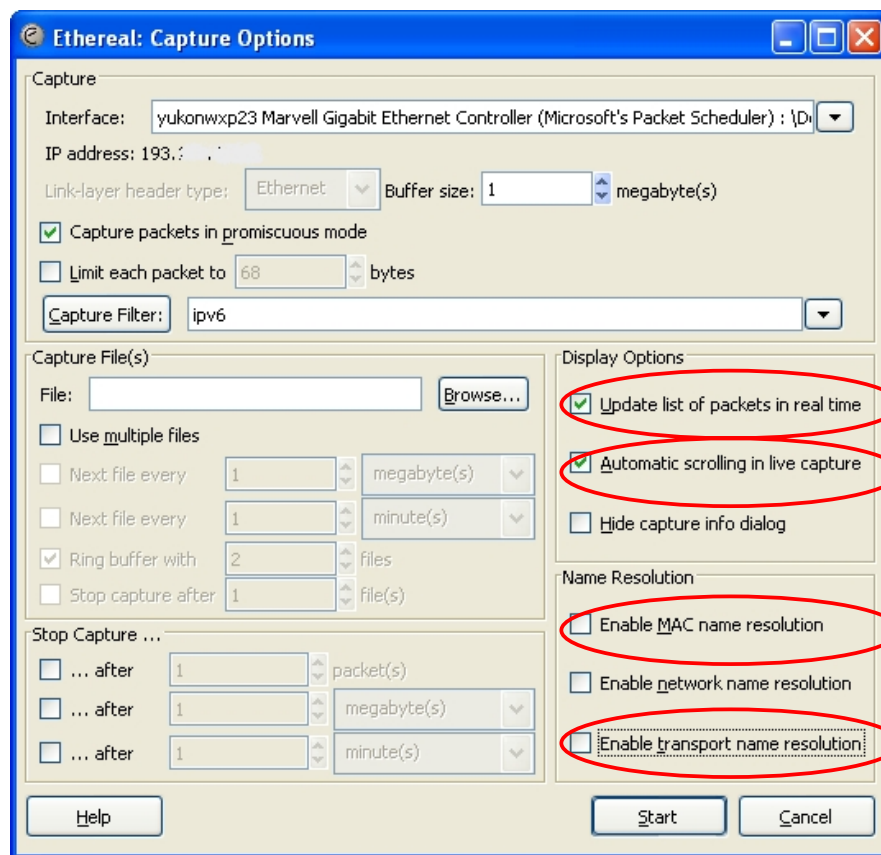 Ethereal: Capture Options
Capture
Interface: yukonwxp23 Marvell Gigabit Ethernet Controller (Microsoft's Packet Scheduler) : \D
IP address: 193.
Link-layer header type: Ethernet Buffer size: 1 megabyte(s)
Capture packets in promiscuous mode
Limit each packet to 68 bytes
Capture Filter: ipv6
Capture File(s)
File: Browse...
Use multiple files
Next file every 1 megabyte(s)
Next file every 1 minute(s)
Ring buffer with 2 files
Stop capture after 1 file(s)
Stop Capture ...
... after 1 packet(s)
... after 1 megabyte(s)
... after 1 minute(s)
Display Options
Update list of packets in real time
Automatic scrolling in live capture
Hide capture info dialog
Name Resolution
Enable MAC name resolution
Enable network name resolution
Enable transport name resolution
Help Start Cancel